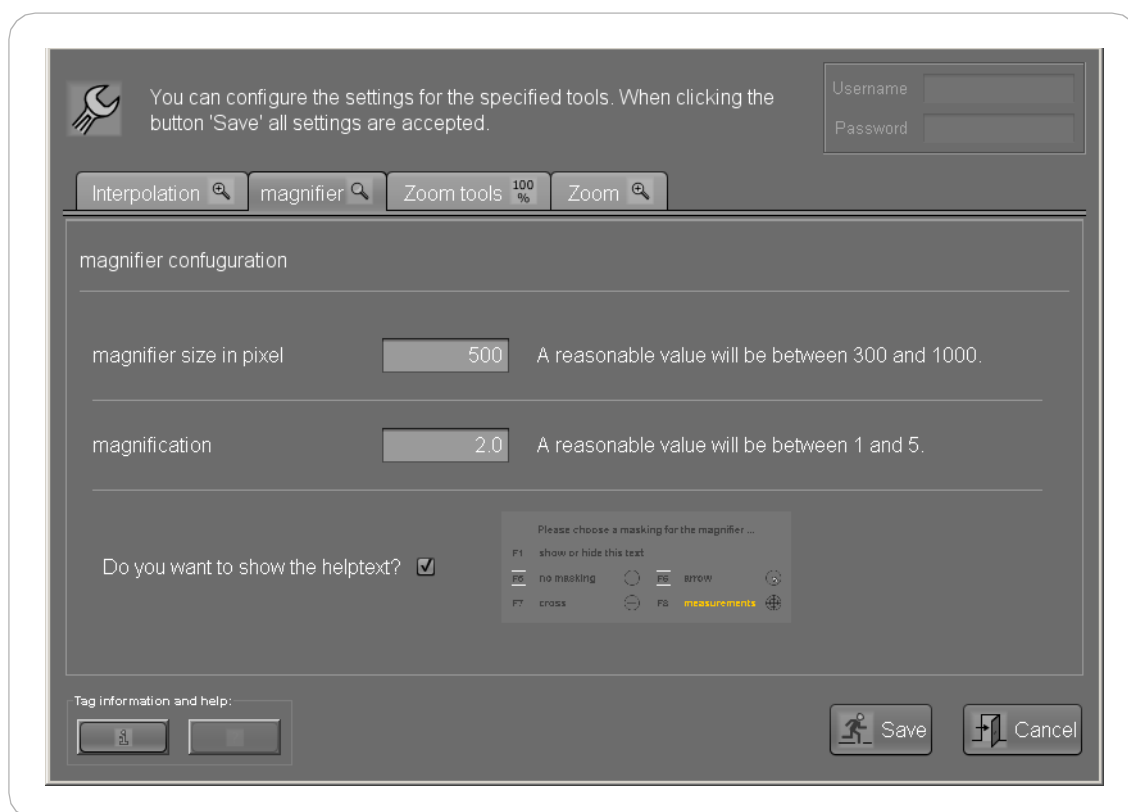 You can configure the settings for the specified tools. When clicking the
button 'Save' all settings are accepted.
Username
Password
Interpolation
magnifier
Zoom tools
100
%
Zoom
magnifier confuguration
magnifier size in pixel 500 A reasonable value will be between 300 and 1000.
magnification 2.0 A reasonable value will be between 1 and 5.
Do you want to show the helptext?
Please choose a masking for the magnifier ...
F1 show or hide this text
no masking F6 arrow
F7 cross F8 measurements
Tag information and help:
i
Save
Cancel